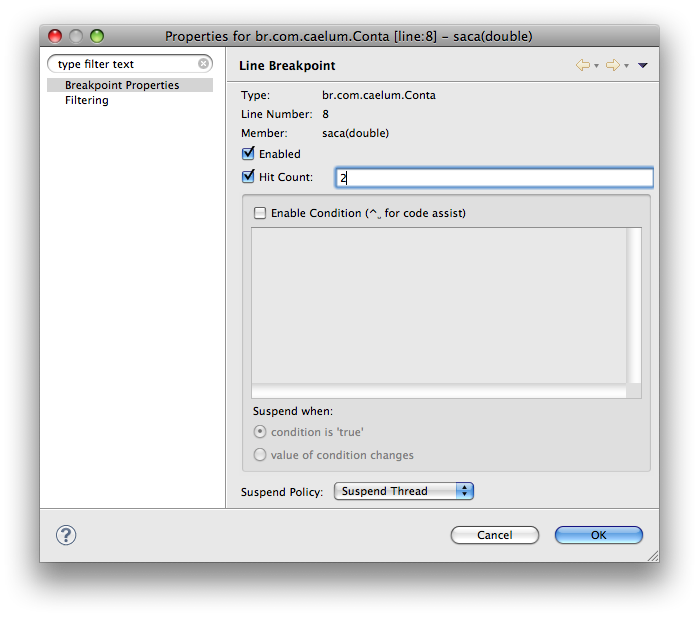 Properties for br.com.caelum.Conta [line:8] – saca(double)
type filter text
Breakpoint Properties
Filtering
Line Breakpoint
Type: br.com.caelum.Conta
Line Number: 8
Member: saca(double)
Enabled
Hit Count: 2
Enable Condition (^⎵ for code assist)
Suspend when:
condition is 'true'
value of condition changes
Suspend Policy: Suspend Thread
? Cancel OK